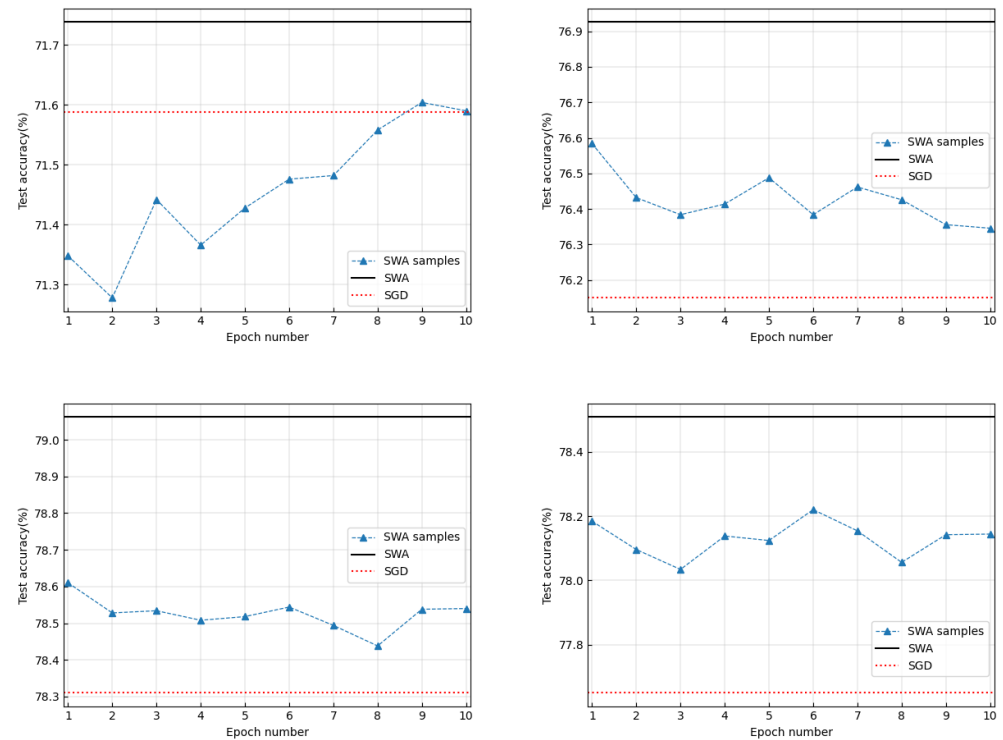 71.7
71.6
71.5
71.4
71.3
Test accuracy(%)
SWA samples
SWA
SGD
1 2 3 4 5 6 7 8 9 10
Epoch number
76.9
76.8
76.7
76.6
76.5
76.4
76.3
76.2
Test accuracy(%)
SWA samples
SWA
SGD
1 2 3 4 5 6 7 8 9 10
Epoch number
79.0
78.9
78.8
78.7
78.6
78.5
78.4
78.3
Test accuracy(%)
SWA samples
SWA
SGD
1 2 3 4 5 6 7 8 9 10
Epoch number
78.4
78.2
78.0
77.8
Test accuracy(%)
SWA samples
SWA
SGD
1 2 3 4 5 6 7 8 9 10
Epoch number